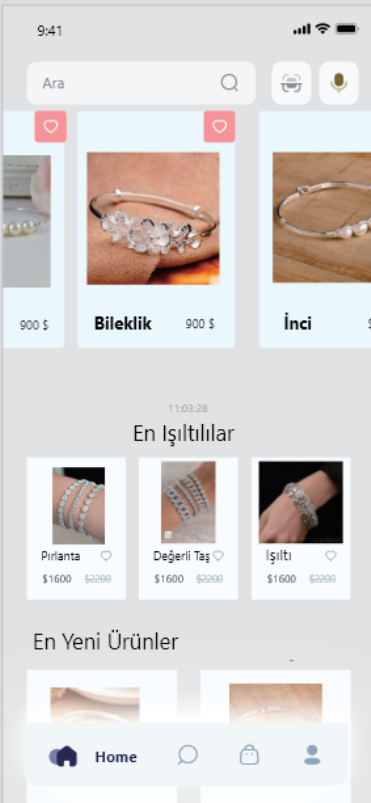 9:41
Ara
900 $
Bileklik 900 $
İnci
11:03:28
En Işıltılılar
Pırlanta
$1600 $2200
Değerli Taş
$1600 $2200
Işıltı
$1600 $2200
En Yeni Ürünler
Home